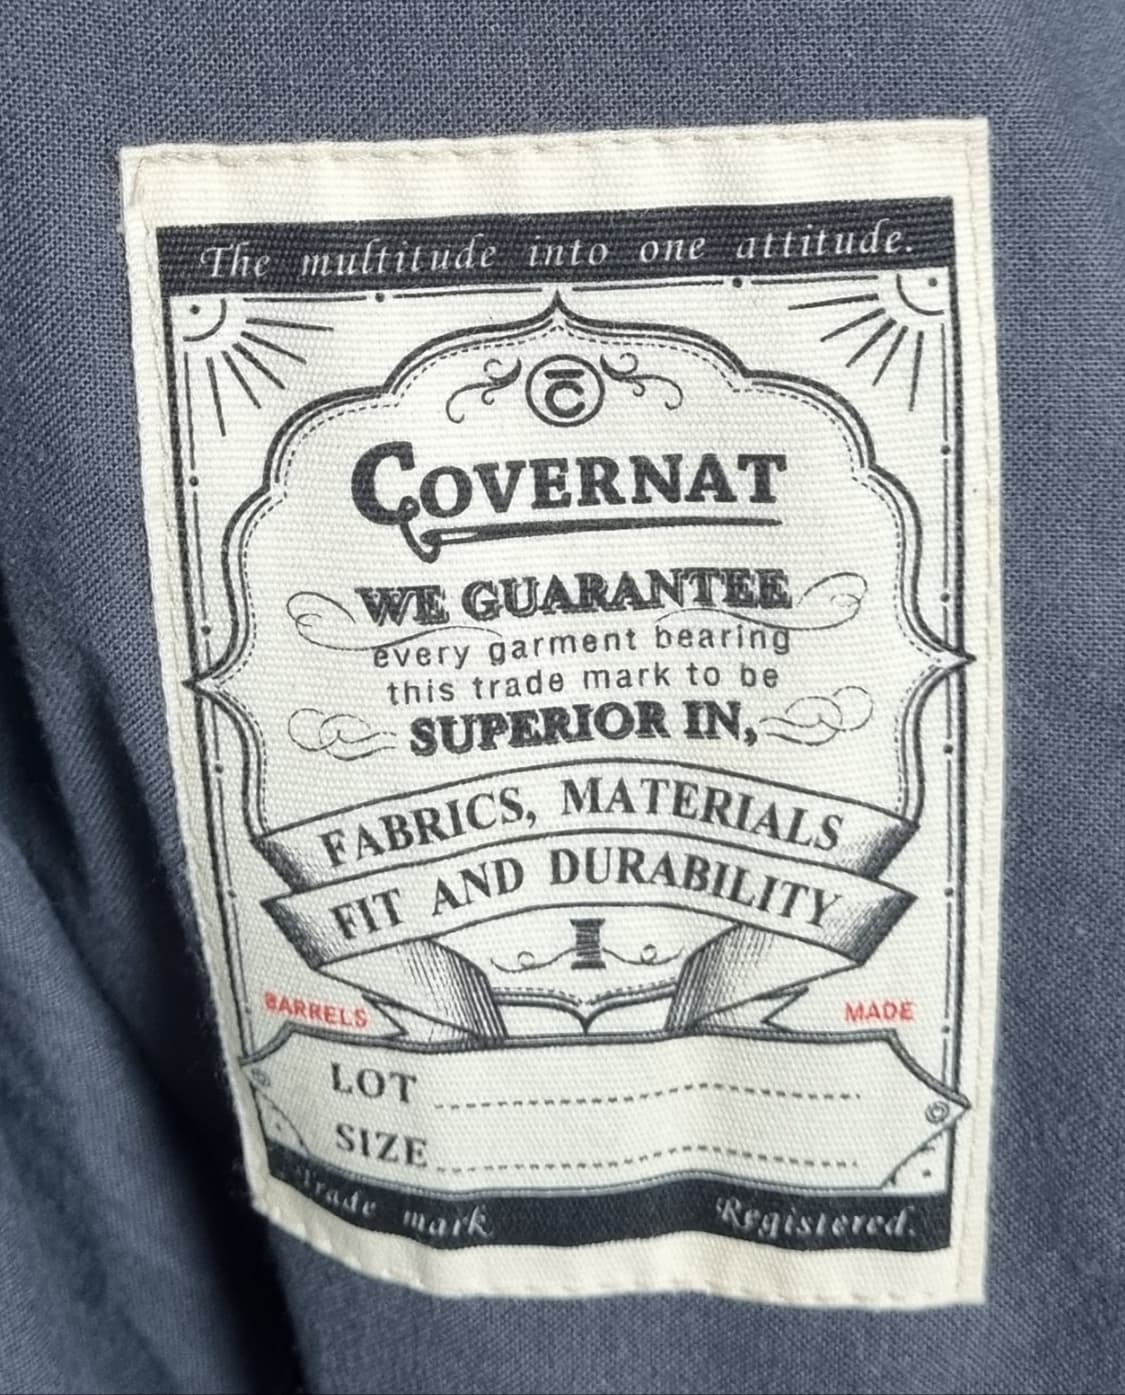 The multitude into one attitude.
C
COVERNAT
WE GUARANTEE
every garment bearing
this trade mark to be
SUPERIOR IN,
FABRICS, MATERIALS
FIT AND DURABILITY
BARRELS MADE
LOT
SIZE
Trade mark Registered.